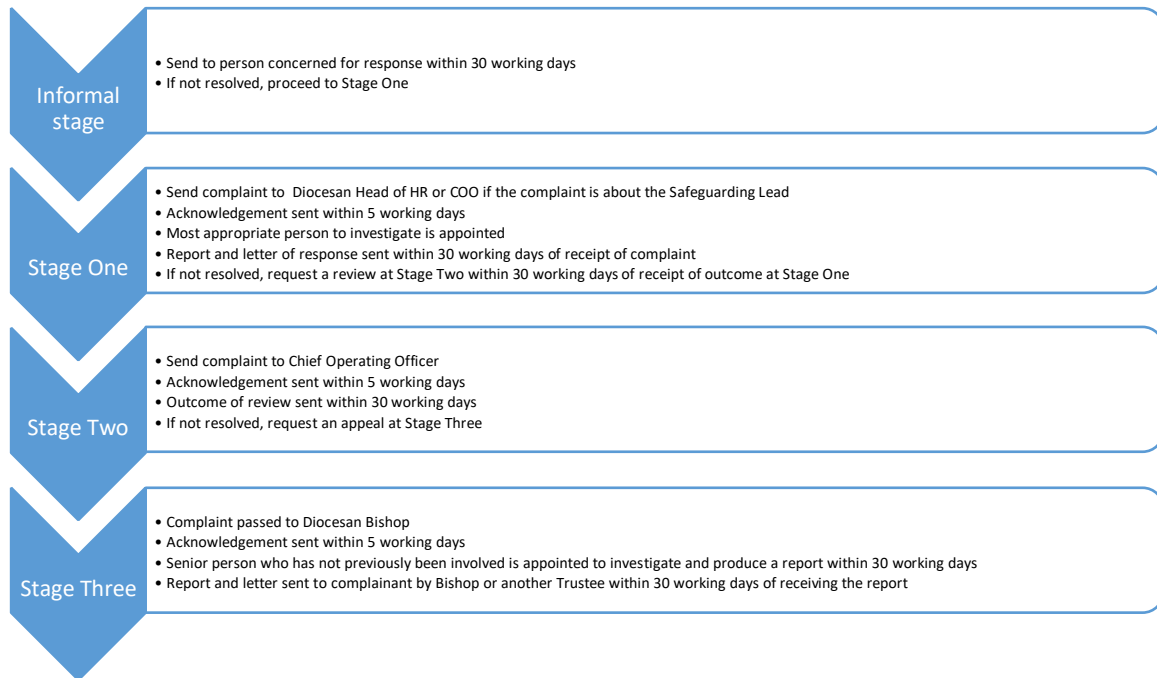 Informal
stage
• Send to person concerned for response within 30 working days
• If not resolved, proceed to Stage One
Stage One
• Send complaint to  Diocesan Head of HR or COO if the complaint is about the Safeguarding Lead
• Acknowledgement sent within 5 working days
• Most appropriate person to investigate is appointed
• Report and letter of response sent within 30 working days of receipt of complaint
• If not resolved, request a review at Stage Two within 30 working days of receipt of outcome at Stage One
Stage Two
• Send complaint to Chief Operating Officer
• Acknowledgement sent within 5 working days
• Outcome of review sent within 30 working days
• If not resolved, request an appeal at Stage Three
Stage Three
• Complaint passed to Diocesan Bishop
• Acknowledgement sent within 5 working days
• Senior person who has not previously been involved is appointed to investigate and produce a report within 30 working days
• Report and letter sent to complainant by Bishop or another Trustee within 30 working days of receiving the report